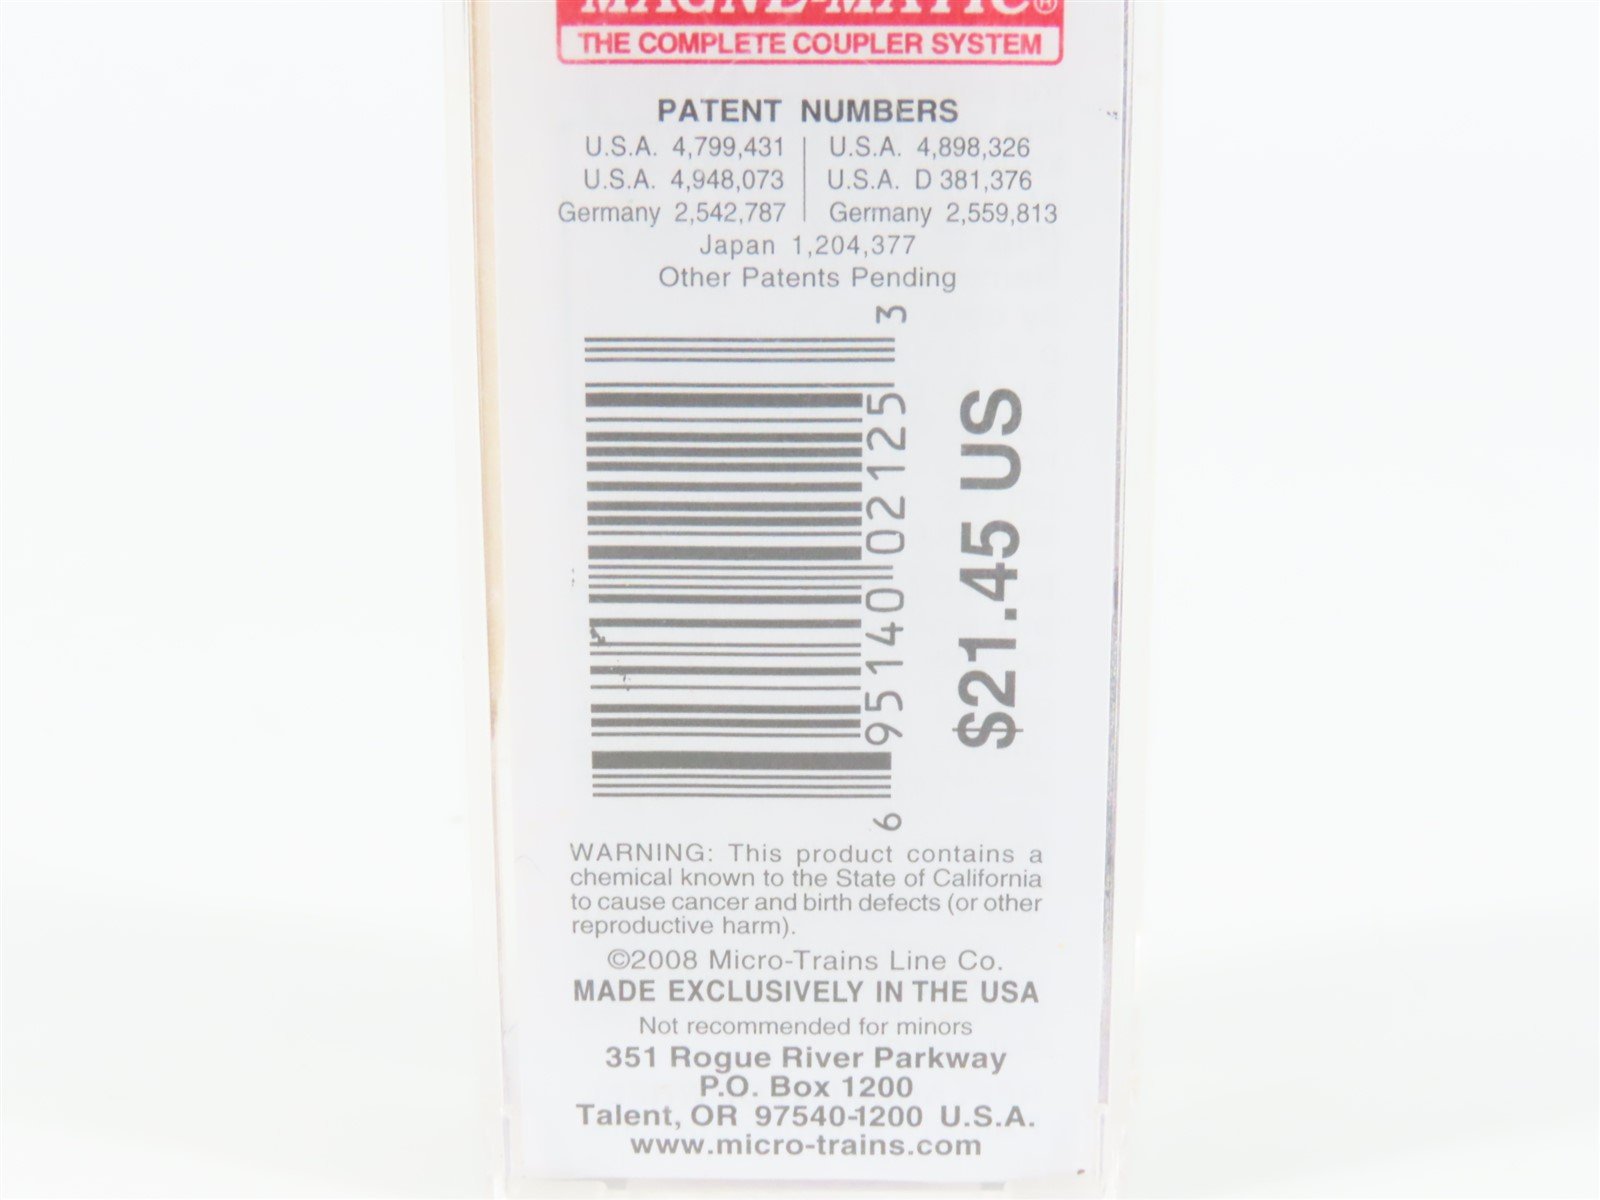 MAGNE-MATIC®
THE COMPLETE COUPLER SYSTEM
PATENT NUMBERS
U.S.A. 4,799,431 | U.S.A. 4,898,326
U.S.A. 4,948,073 | U.S.A. D 381,376
Germany 2,542,787 | Germany 2,559,813
Japan 1,204,377
Other Patents Pending
6 95140 02125 3
$21.45 US
WARNING: This product contains a
chemical known to the State of California
to cause cancer and birth defects (or other
reproductive harm).
©2008 Micro-Trains Line Co.
MADE EXCLUSIVELY IN THE USA
Not recommended for minors
351 Rogue River Parkway
P.O. Box 1200
Talent, OR 97540-1200 U.S.A.
www.micro-trains.com